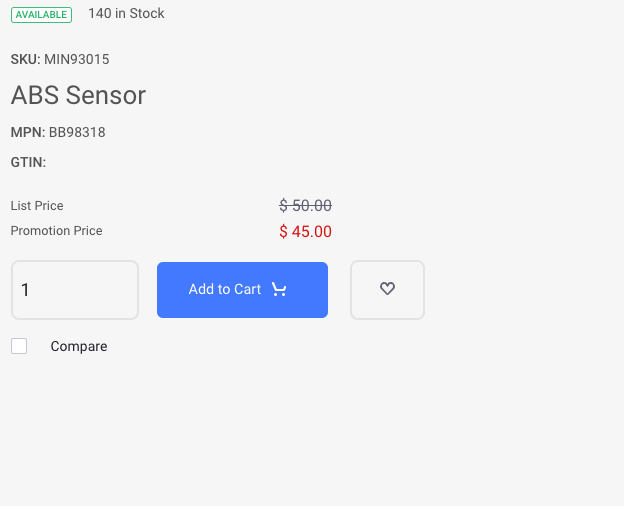 AVAILABLE 140 in Stock
SKU: MIN93015
ABS Sensor
MPN: BB98318
GTIN:
List Price $ 50.00
Promotion Price $ 45.00
1 Add to Cart
Compare